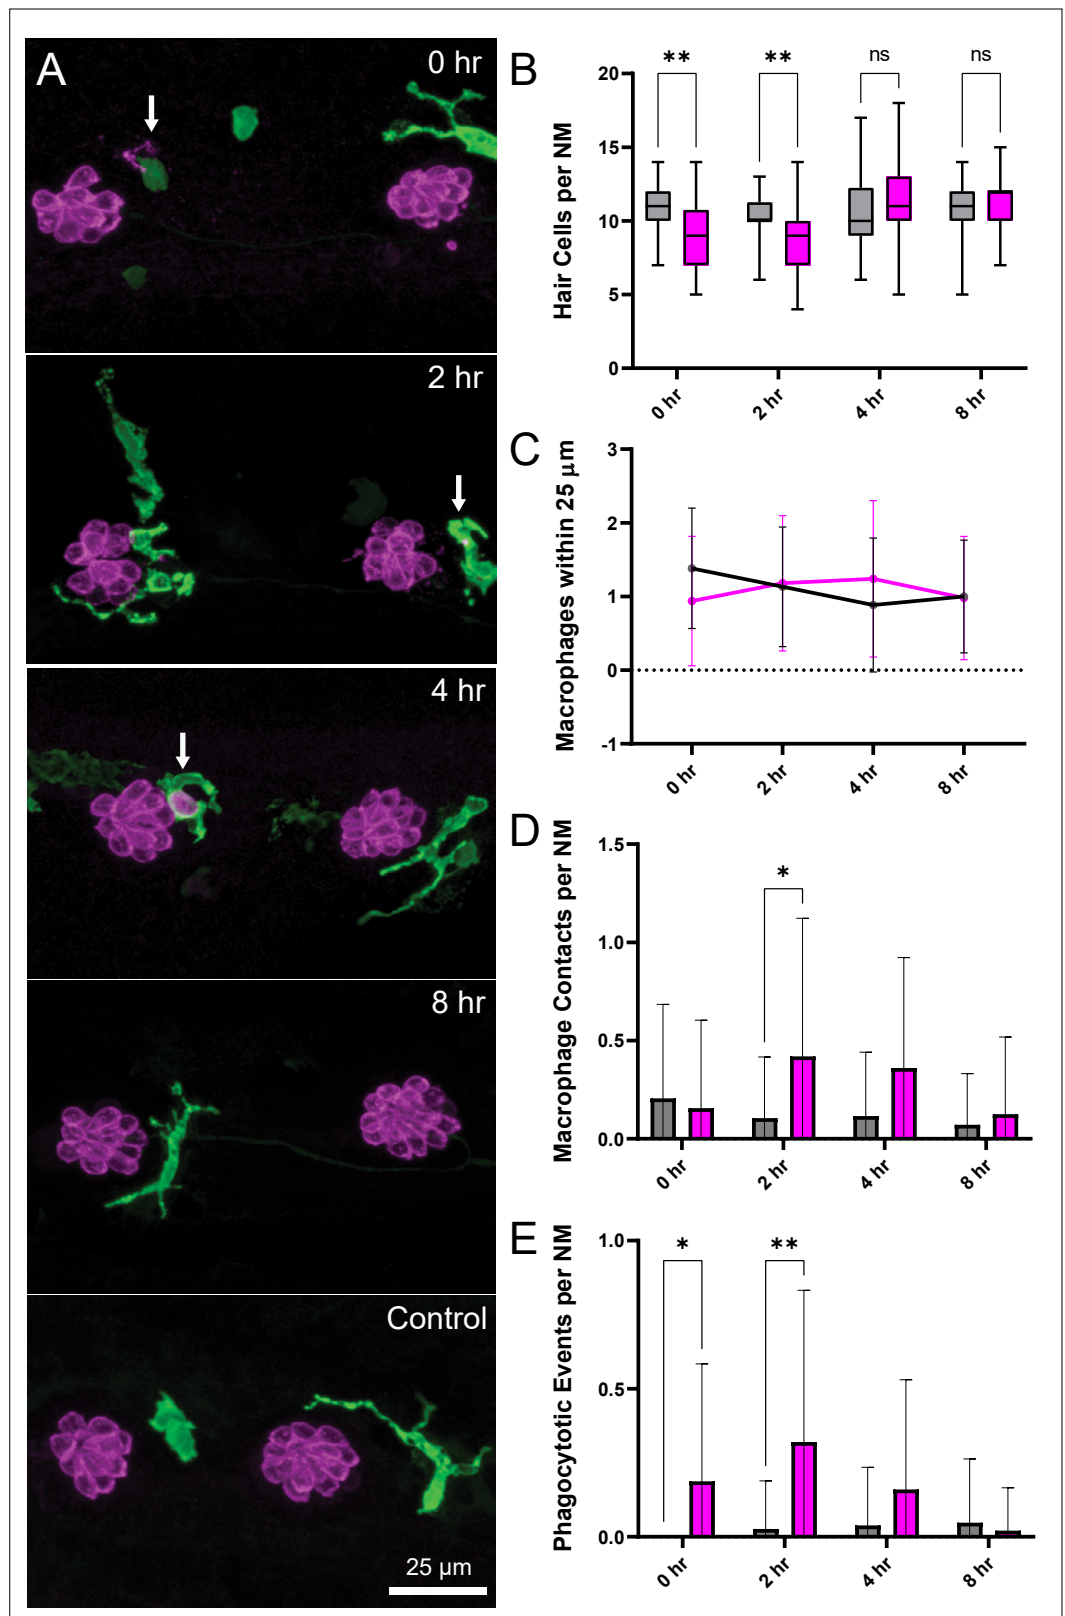 A
0 hr
2 hr
4 hr
8 hr
Control
25 µm
B
Hair Cells per NM
** ** ns ns
20
15
10
5
0
0 hr 2 hr 4 hr 8 hr
C
Macrophages within 25 µm
3
2
1
0
-1
0 hr 2 hr 4 hr 8 hr
D
Macrophage Contacts per NM
*
1.5
1.0
0.5
0.0
0 hr 2 hr 4 hr 8 hr
E
Phagocytotic Events per NM
* **
1.0
0.5
0.0
0 hr 2 hr 4 hr 8 hr